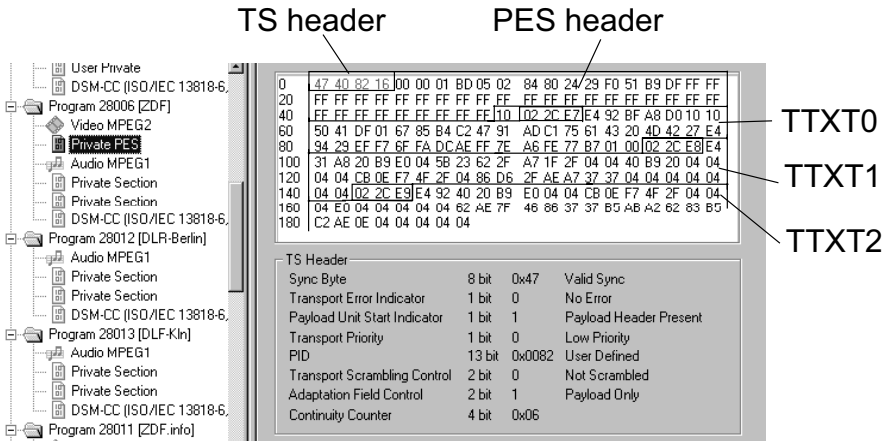 TS header PES header
User Private
DSM-CC (ISO/IEC 13818-6,
Program 28006 [ZDF]
Video MPEG2
Private PES
Audio MPEG1
Private Section
Private Section
DSM-CC (ISO/IEC 13818-6,
Program 28012 [DLR-Berlin]
Audio MPEG1
Private Section
Private Section
DSM-CC (ISO/IEC 13818-6,
Program 28013 [DLF-Kln]
Audio MPEG1
Private Section
Private Section
DSM-CC (ISO/IEC 13818-6,
Program 28011 [ZDF.info]
0 47 40 82 16 00 00 01 BD 05 02 84 80 24 29 F0 51 B9 DF FF FF
20 FF FF FF FF FF FF FF FF FF FF FF FF FF FF FF FF FF FF FF FF
40 FF FF FF FF FF FF FF FF FF 10 02 2C E7 E4 92 BF A8 D0 10 10
60 50 41 DF 01 67 85 B4 C2 47 91 AD C1 75 61 43 20 4D 42 27 E4
80 94 29 EF F7 6F FA DC AE FF 7E A6 FE 77 B7 01 00 02 2C E8 E4
100 31 A8 20 B9 E0 04 5B 23 62 2F A7 1F 2F 04 04 40 B9 20 04 04
120 04 04 CB 0E F7 4F 2F 04 86 D6 2F AE A7 37 37 04 04 04 04 04
140 04 04 02 2C E9 E4 92 40 20 B9 E0 04 04 CB 0E F7 4F 2F 04 04
160 04 E0 04 04 04 04 62 AE 7F 46 86 37 37 B5 AB A2 62 83 B5
180 C2 AE 0E 04 04 04 04 04
TTXT0
TTXT1
TTXT2
TS Header
Sync Byte 8 bit 0x47 Valid Sync
Transport Error Indicator 1 bit 0 No Error
Payload Unit Start Indicator 1 bit 1 Payload Header Present
Transport Priority 1 bit 0 Low Priority
PID 13 bit 0x0082 User Defined
Transport Scrambling Control 2 bit 0 Not Scrambled
Adaptation Field Control 2 bit 1 Payload Only
Continuity Counter 4 bit 0x06